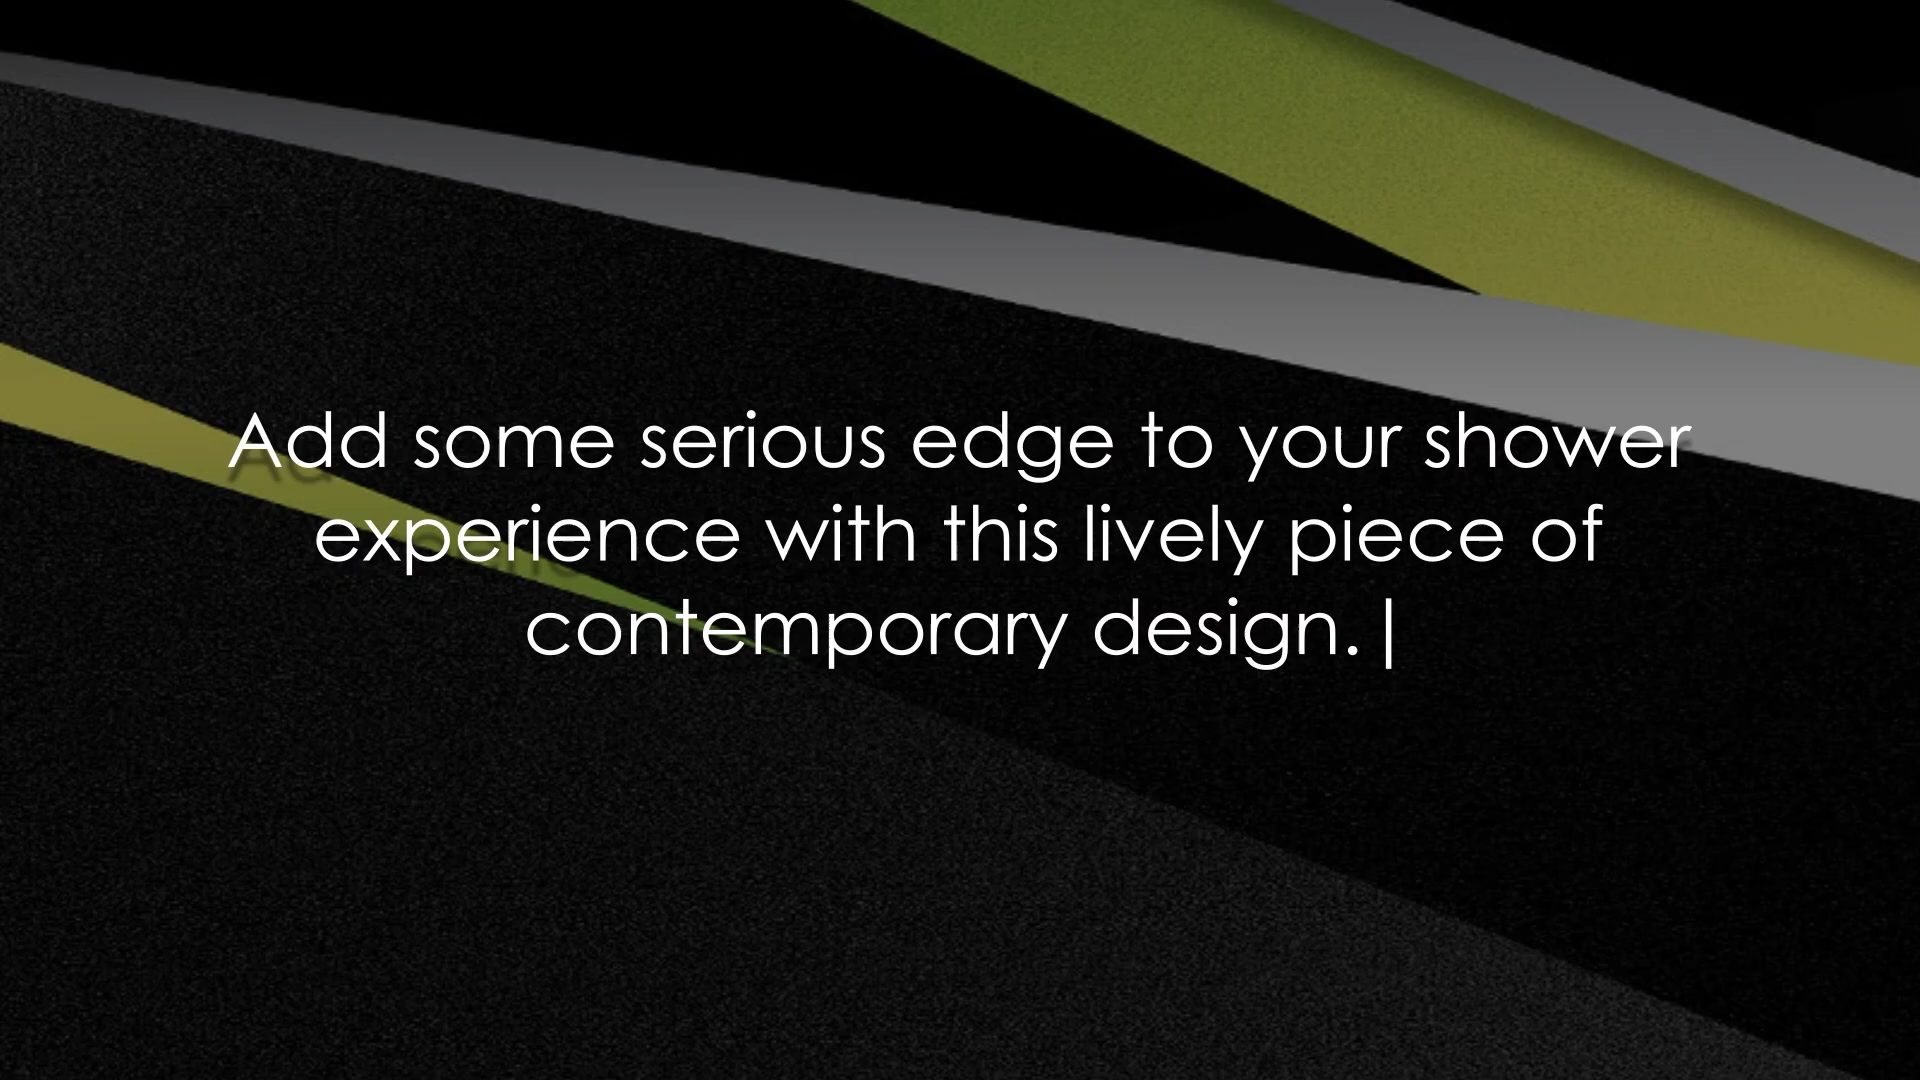 Add some serious edge to your shower
experience with this lively piece of
contemporary design.|